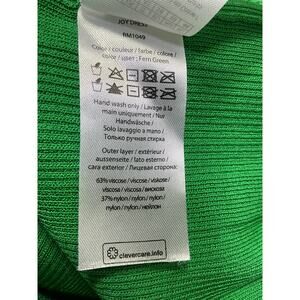 JOY DRESS
RM1049
Color / couleur / farbe / colore /
color / цвет : Fern Green
Hand wash only / Lavage à la
main uniquement / Nur
Handwäsche /
Solo lavaggio a mano /
Только ручная стирка
Outer layer / extérieur /
aussenseite / lato esterno /
cara exterior / Лицевая сторона:
63% viscose / viscose / viskose /
viscosa / viscosa / вискоза
37% nylon / nylon / nylon /
nylon / nylon / нейлон
clevercare.info